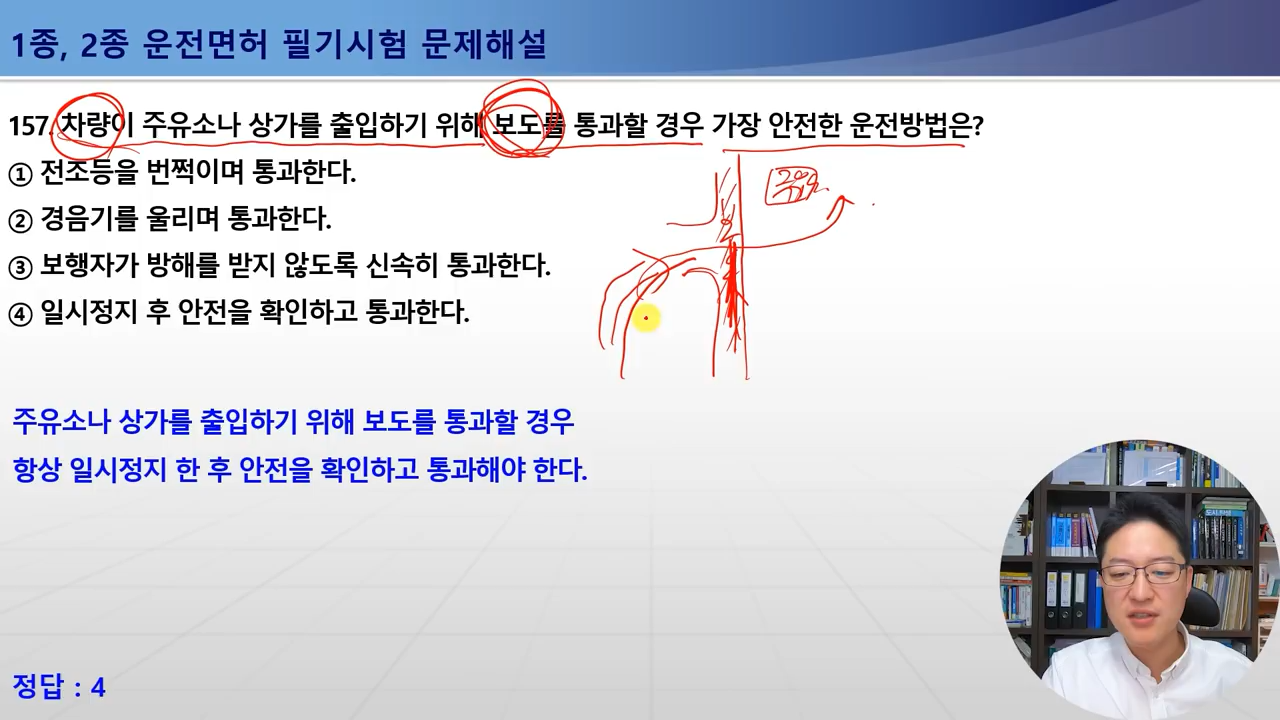 1종, 2종 운전면허 필기시험 문제해설
157. 차량이 주유소나 상가를 출입하기 위해 보도를 통과할 경우 가장 안전한 운전방법은?
① 전조등을 번쩍이며 통과한다.
② 경음기를 울리며 통과한다.
③ 보행자가 방해를 받지 않도록 신속히 통과한다.
④ 일시정지 후 안전을 확인하고 통과한다.
주유소나 상가를 출입하기 위해 보도를 통과할 경우
항상 일시정지 한 후 안전을 확인하고 통과해야 한다.
정답 : 4